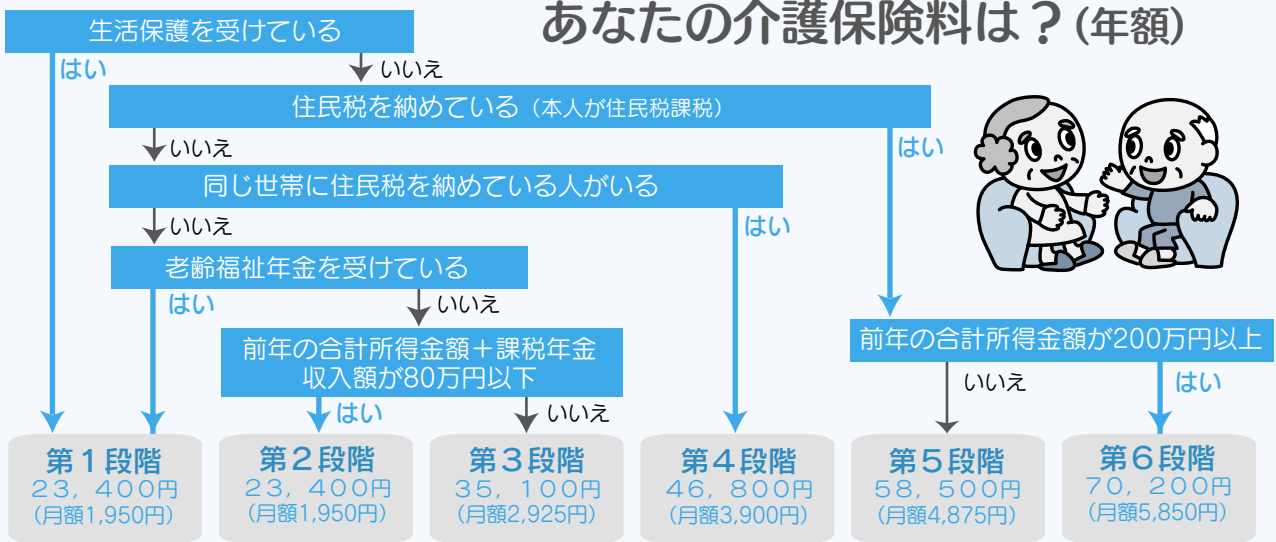 あなたの介護保険料は？(年額)
生活保護を受けている
はい
いいえ
住民税を納めている（本人が住民税課税）
いいえ
はい
同じ世帯に住民税を納めている人がいる
いいえ
はい
老齢福祉年金を受けている
はい
いいえ
前年の合計所得金額＋課税年金
収入額が80万円以下
はい
いいえ
前年の合計所得金額が200万円以上
いいえ
はい
第１段階
２３，４００円
（月額1,950円）
第２段階
２３，４００円
（月額1,950円）
第３段階
３５，１００円
（月額2,925円）
第４段階
４６，８００円
（月額3,900円）
第５段階
５８，５００円
（月額4,875円）
第６段階
７０，２００円
（月額5,850円）